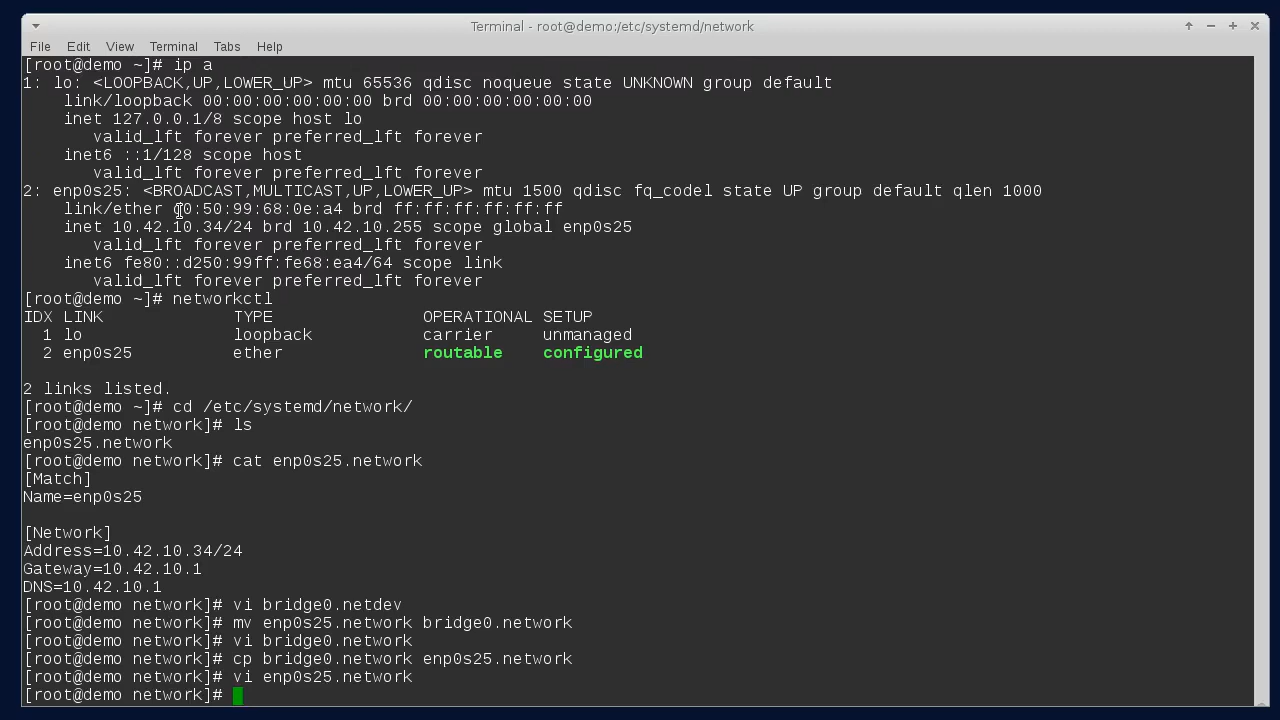 Terminal - root@demo:/etc/systemd/network
File Edit View Terminal Tabs Help
[root@demo ~]# ip a
1: lo: <LOOPBACK,UP,LOWER_UP> mtu 65536 qdisc noqueue state UNKNOWN group default
link/loopback 00:00:00:00:00:00 brd 00:00:00:00:00:00
inet 127.0.0.1/8 scope host lo
valid_lft forever preferred_lft forever
inet6 ::1/128 scope host
valid_lft forever preferred_lft forever
2: enp0s25: <BROADCAST,MULTICAST,UP,LOWER_UP> mtu 1500 qdisc fq_codel state UP group default qlen 1000
link/ether d0:50:99:68:0e:a4 brd ff:ff:ff:ff:ff:ff
inet 10.42.10.34/24 brd 10.42.10.255 scope global enp0s25
valid_lft forever preferred_lft forever
inet6 fe80::d250:99ff:fe68:ea4/64 scope link
valid_lft forever preferred_lft forever
[root@demo ~]# networkctl
IDX LINK TYPE OPERATIONAL SETUP
1 lo loopback carrier unmanaged
2 enp0s25 ether routable configured
2 links listed.
[root@demo ~]# cd /etc/systemd/network/
[root@demo network]# ls
enp0s25.network
[root@demo network]# cat enp0s25.network
[Match]
Name=enp0s25
[Network]
Address=10.42.10.34/24
Gateway=10.42.10.1
DNS=10.42.10.1
[root@demo network]# vi bridge0.netdev
[root@demo network]# mv enp0s25.network bridge0.network
[root@demo network]# vi bridge0.network
[root@demo network]# cp bridge0.network enp0s25.network
[root@demo network]# vi enp0s25.network
[root@demo network]#